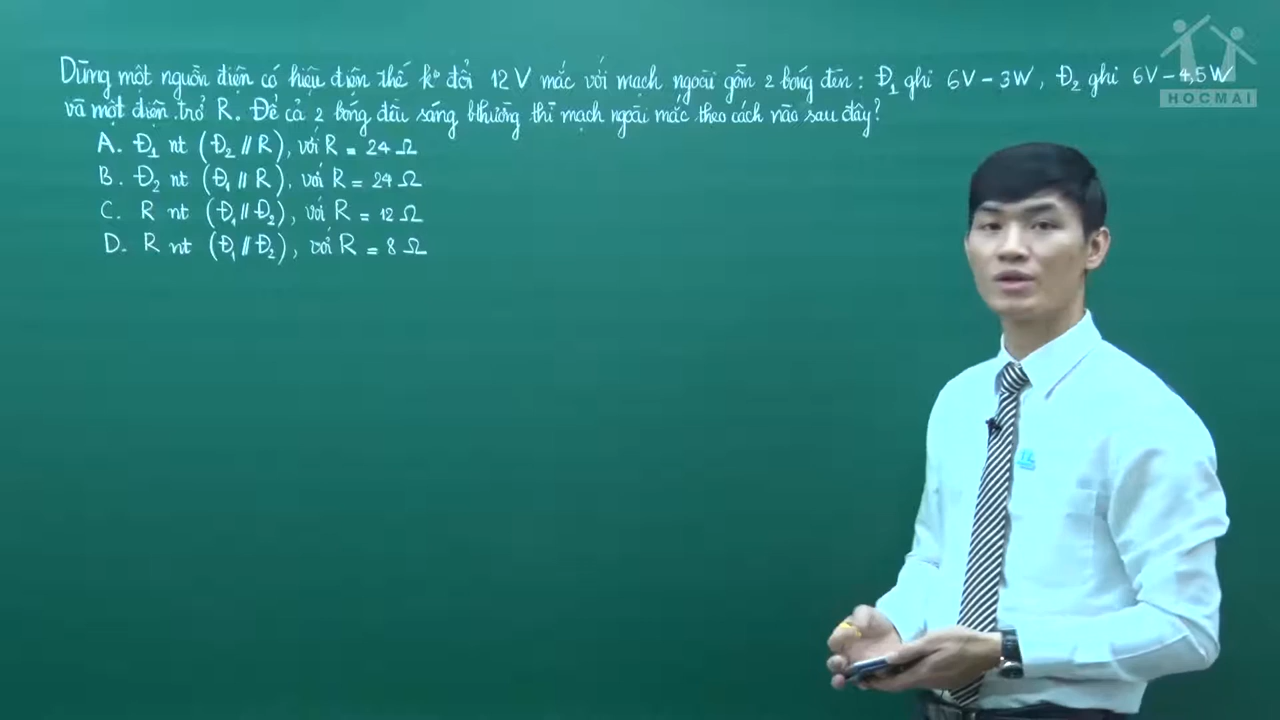 HOCMAI
Dùng một nguồn điện có hiệu điện thế kº đổi 12 V mắc với mạch ngoài gồm 2 bóng đèn : Đ₁ ghi 6V - 3W, Đ₂ ghi 6V - 4,5W
và một điện trở R. Để cả 2 bóng đều sáng bthường thì mạch ngoài mắc theo cách nào sau đây?
A. Đ₁ nt (Đ₂ // R), với R = 24 Ω
B. Đ₂ nt (Đ₁ // R), với R = 24 Ω
C. R nt (Đ₁ // Đ₂), với R = 12 Ω
D. R nt (Đ₁ // Đ₂), với R = 8 Ω